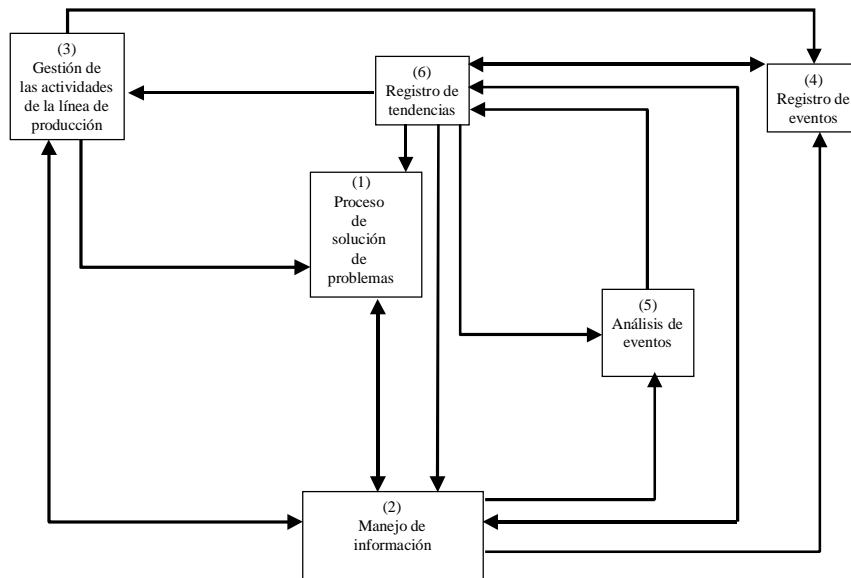 (3)
Gestión de
las actividades
de la línea de
producción
(6)
Registro de
tendencias
(4)
Registro de
eventos
(1)
Proceso
de
solución
de
problemas
(5)
Análisis de
eventos
(2)
Manejo de
información